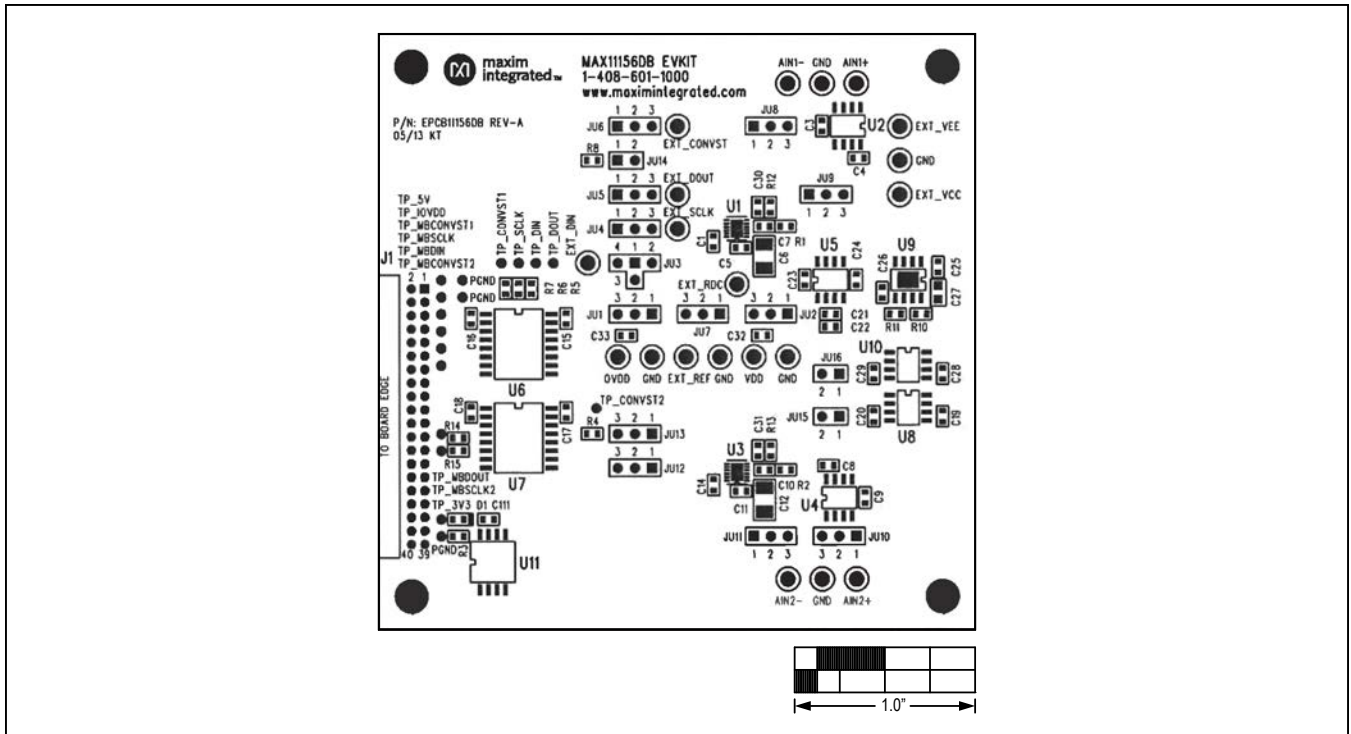 maxim
integrated™
MAX11156DB EVKIT
1-408-601-1000
www.maximintegrated.com
P/N: EPCB11156DB REV-A
05/13 KT
AIN1- GND AIN1+
C3
U2
EXT_VEE
C4
GND
EXT_VCC
1 2 3
JU6
EXT_CONVST
JU8
1 2 3
R8
1 2
JU14
1 2 3
EXT_DOUT
JU5
1 2 3
EXT_SCLK
JU4
4 1 2
JU3
3
JU9
1 2 3
C30
R12
U1
C1
C5
C7 R1
C6
EXT_RDC
U5
C24
C23
C21
C22
U9
C26
C25
C27
R11 R10
TP_5V
TP_IOVDD
TP_MBCONVST1
TP_MBSCLK
TP_MBDIN
TP_MBCONVST2
TP_CONVST1
TP_SCLK
TP_DIN
TP_DOUT
EXT_DIN
J1
2 1
PGND
PGND
R7
R6
R5
C16
C15
U6
3 2 1
JU1
C33
3 2 1
JU7
3 2 1
JU2
C32
OVDD GND EXT_REF GND VDD GND
U10
C29
C28
JU16
2 1
JU15
2 1
C20
C19
U8
TO BOARD EDGE
C18
C17
R14
R15
U7
TP_MBDOUT
TP_MBSCLK2
TP_3V3 D1 C111
PGND
R3
40 39
U11
TP_CONVST2
R4
3 2 1
JU13
3 2 1
JU12
C31
R13
U3
C14
C11
C10 R2
C12
C8
U4
C9
JU11
1 2 3
JU10
3 2 1
AIN2- GND AIN2+
1.0"